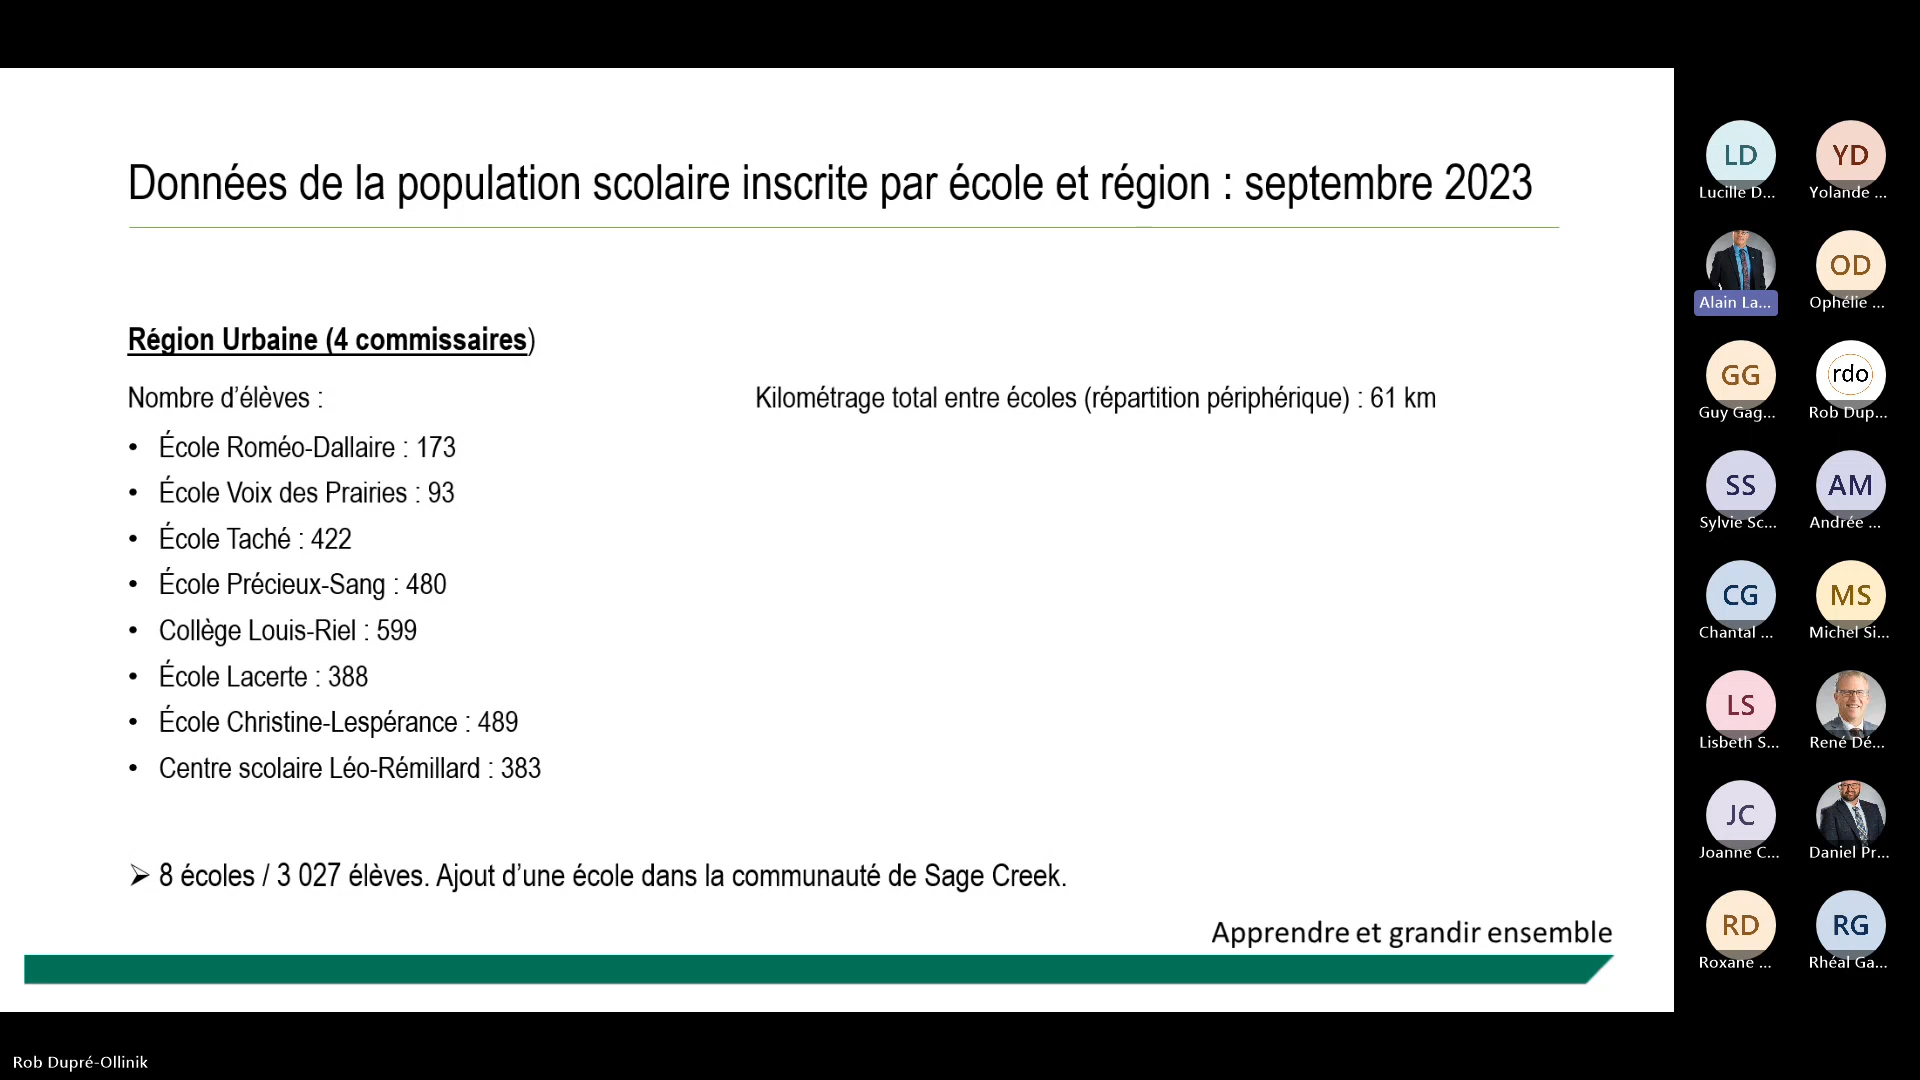 Données de la population scolaire inscrite par école et région : septembre 2023
Région Urbaine (4 commissaires)
Nombre d’élèves :
Kilométrage total entre écoles (répartition périphérique) : 61 km
• École Roméo-Dallaire : 173
• École Voix des Prairies : 93
• École Taché : 422
• École Précieux-Sang : 480
• Collège Louis-Riel : 599
• École Lacerte : 388
• École Christine-Lespérance : 489
• Centre scolaire Léo-Rémillard : 383
➢ 8 écoles / 3 027 élèves. Ajout d’une école dans la communauté de Sage Creek.
Apprendre et grandir ensemble
LD
Lucille D...
YD
Yolande ...
Alain La...
OD
Ophélie ...
GG
Guy Gag...
rdo
Rob Dup...
SS
Sylvie Sc...
AM
Andrée ...
CG
Chantal ...
MS
Michel Si...
LS
Lisbeth S...
René Dé...
JC
Joanne C...
Daniel Pr...
RD
Roxane ...
RG
Rhéal Ga...
Rob Dupré-Ollinik